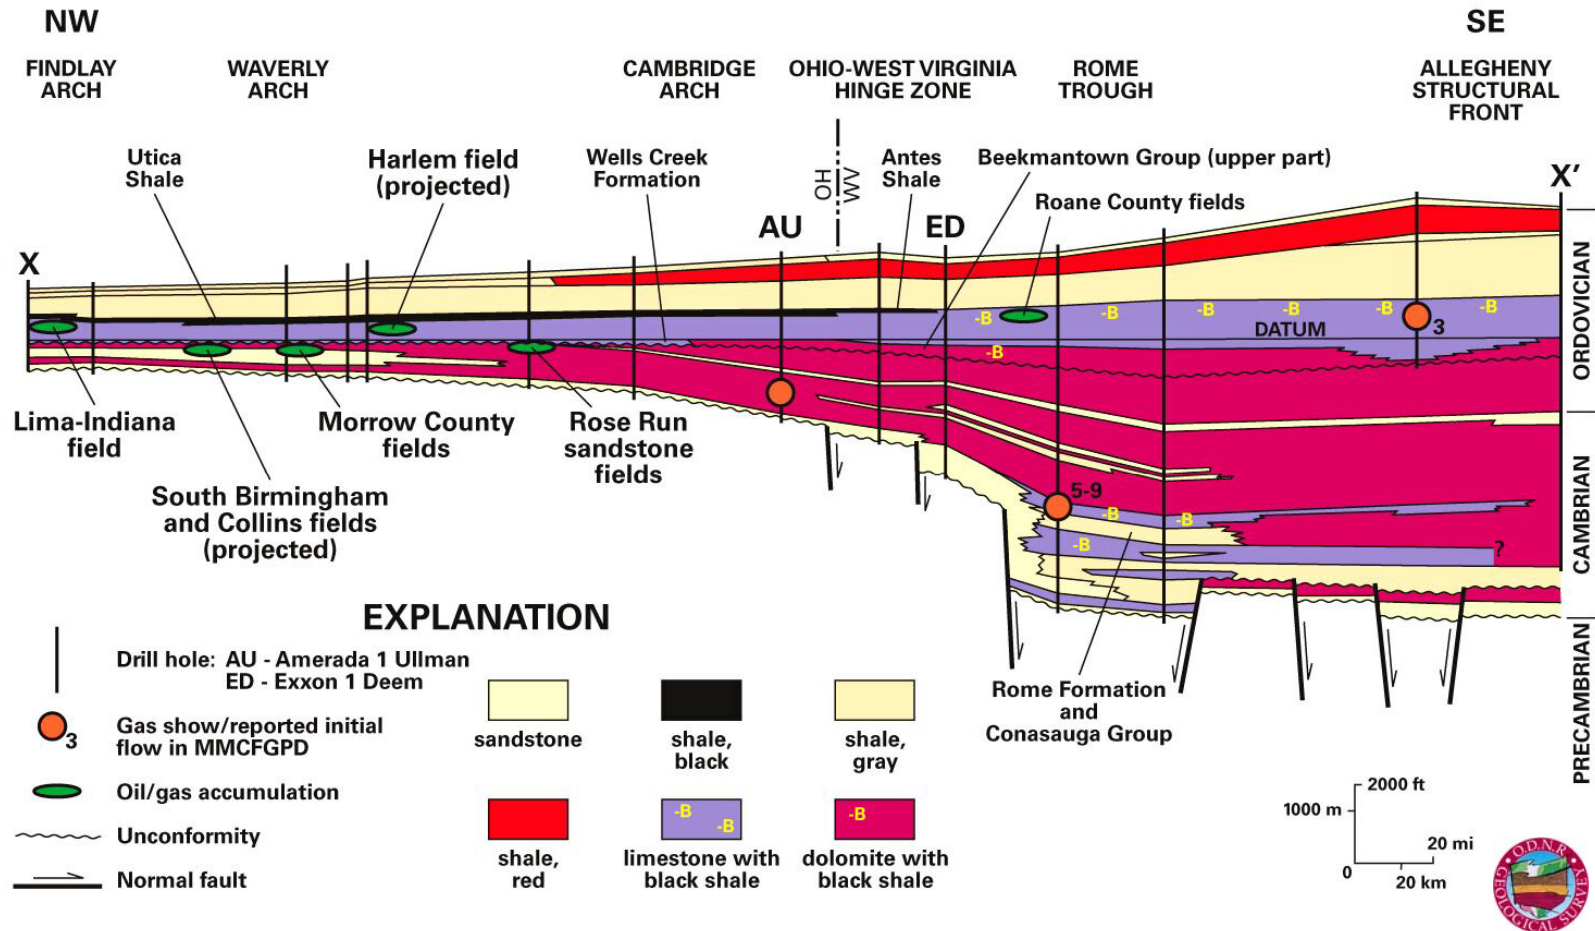 NW
SE
FINDLAY
ARCH
WAVERLY
ARCH
CAMBRIDGE
ARCH
OHIO-WEST VIRGINIA
HINGE ZONE
ROME
TROUGH
ALLEGHENY
STRUCTURAL
FRONT
Utica
Shale
Harlem field
(projected)
Wells Creek
Formation
OH
WV
Antes
Shale
Beekmantown Group (upper part)
Roane County fields
X
X′
AU
ED
-B
-B
-B
-B
-B
-B
-B
3
DATUM
-B
5-9
-B
-B
-B
?
ORDOVICIAN
CAMBRIAN
PRECAMBRIAN
Lima-Indiana
field
South Birmingham
and Collins fields
(projected)
Morrow County
fields
Rose Run
sandstone
fields
Rome Formation
and
Conasauga Group
EXPLANATION
Drill hole: AU - Amerada 1 Ullman
ED - Exxon 1 Deem
3
Gas show/reported initial
flow in MMCFGPD
Oil/gas accumulation
Unconformity
Normal fault
sandstone
shale,
black
shale,
gray
shale,
red
-B
-B
limestone with
black shale
-B
dolomite with
black shale
2000 ft
1000 m
20 mi
0
20 km
O.D.N.R.
GEOLOGICAL SURVEY